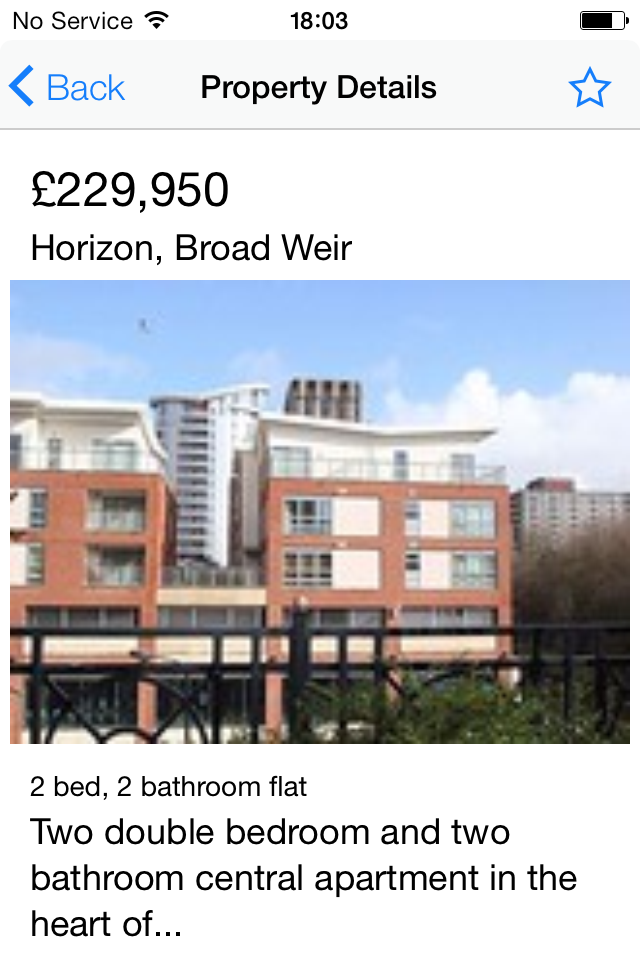 No Service 18:03
Back Property Details
£229,950
Horizon, Broad Weir
2 bed, 2 bathroom flat
Two double bedroom and two
bathroom central apartment in the
heart of...